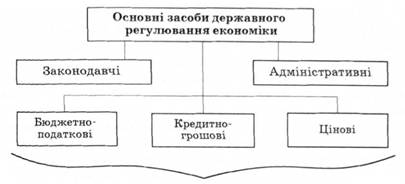 Основні засоби державного
регулювання економіки
Законодавчі
Адміністративні
Бюджетно-
податкові
Кредитно-
грошові
Цінові